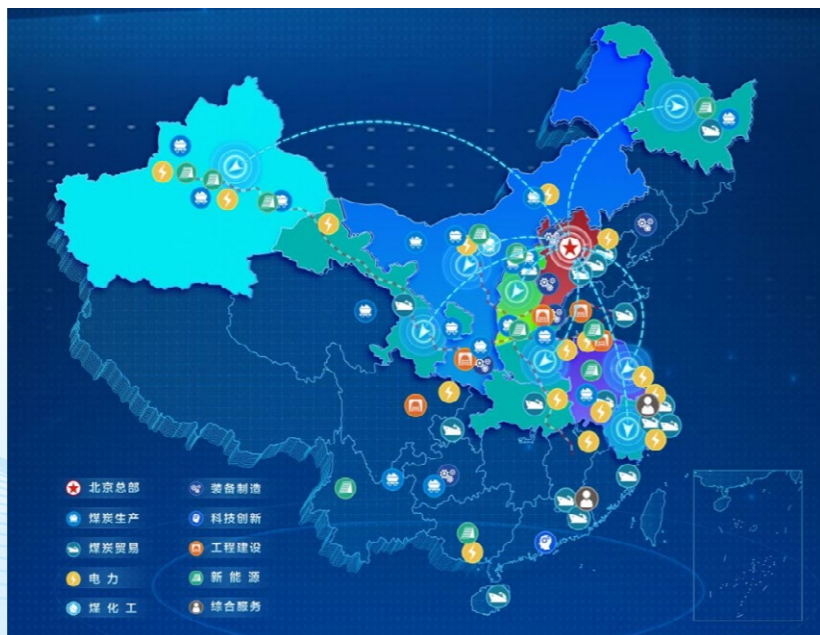 北京总部
装备制造
煤炭生产
科技创新
煤炭贸易
工程建设
电力
新能源
煤化工
综合服务